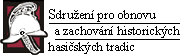 Sdružení pro obnovu
a zachování historických
hasičských tradic